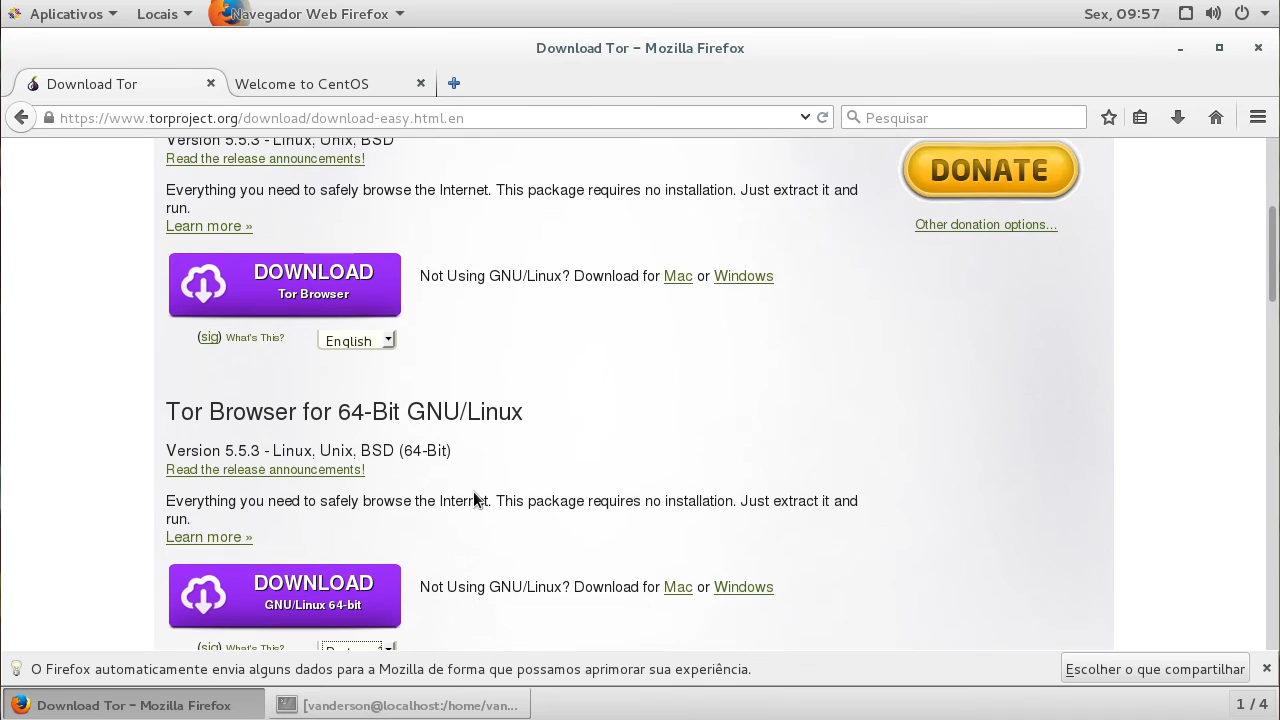 Aplicativos Locais Navegador Web Firefox Sex, 09:57
Download Tor - Mozilla Firefox
Download Tor Welcome to CentOS
https://www.torproject.org/download/download-easy.html.en Pesquisar
Version 5.5.3 - Linux, Unix, BSD
Read the release announcements!
Everything you need to safely browse the Internet. This package requires no installation. Just extract it and
run.
Learn more »
DONATE
Other donation options...
DOWNLOAD
Tor Browser
Not Using GNU/Linux? Download for Mac or Windows
(sig) What's This? English
Tor Browser for 64-Bit GNU/Linux
Version 5.5.3 - Linux, Unix, BSD (64-Bit)
Read the release announcements!
Everything you need to safely browse the Internet. This package requires no installation. Just extract it and
run.
Learn more »
DOWNLOAD
GNU/Linux 64-bit
Not Using GNU/Linux? Download for Mac or Windows
(sig) What's This?
O Firefox automaticamente envia alguns dados para a Mozilla de forma que possamos aprimorar sua experiência. Escolher o que compartilhar
Download Tor - Mozilla Firefox [vanderson@localhost:/home/van... 1 / 4